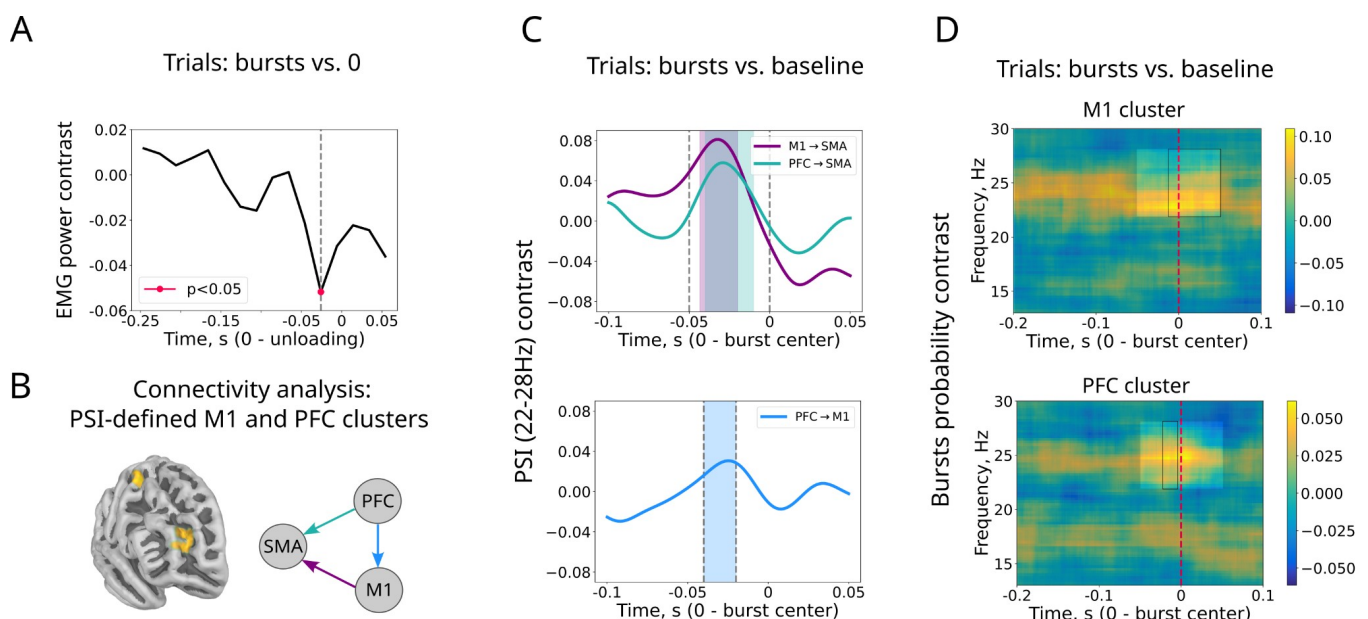 A
Trials: bursts vs. 0
EMG power contrast
0.02
0.00
-0.02
-0.04
-0.06
p<0.05
-0.25
-0.15
-0.05
0
0.05
Time, s (0 - unloading)
B
Connectivity analysis:
PSI-defined M1 and PFC clusters
PFC
SMA
M1
C
Trials: bursts vs. baseline
PSI (22-28Hz) contrast
0.08
0.04
0.00
−0.04
−0.08
M1→SMA
PFC→SMA
-0.1
-0.05
0
0.05
Time, s (0 - burst center)
0.08
0.04
0.00
−0.04
−0.08
PFC→M1
-0.1
-0.05
0
0.05
Time, s (0 - burst center)
D
Trials: bursts vs. baseline
Bursts probability contrast
M1 cluster
Frequency, Hz
30
25
20
15
-0.2
-0.1
0
0.1
Time, s (0 - burst center)
0.10
0.05
0.00
−0.05
−0.10
PFC cluster
Frequency, Hz
30
25
20
15
-0.2
-0.1
0
0.1
Time, s (0 - burst center)
0.050
0.025
0.000
−0.025
−0.050